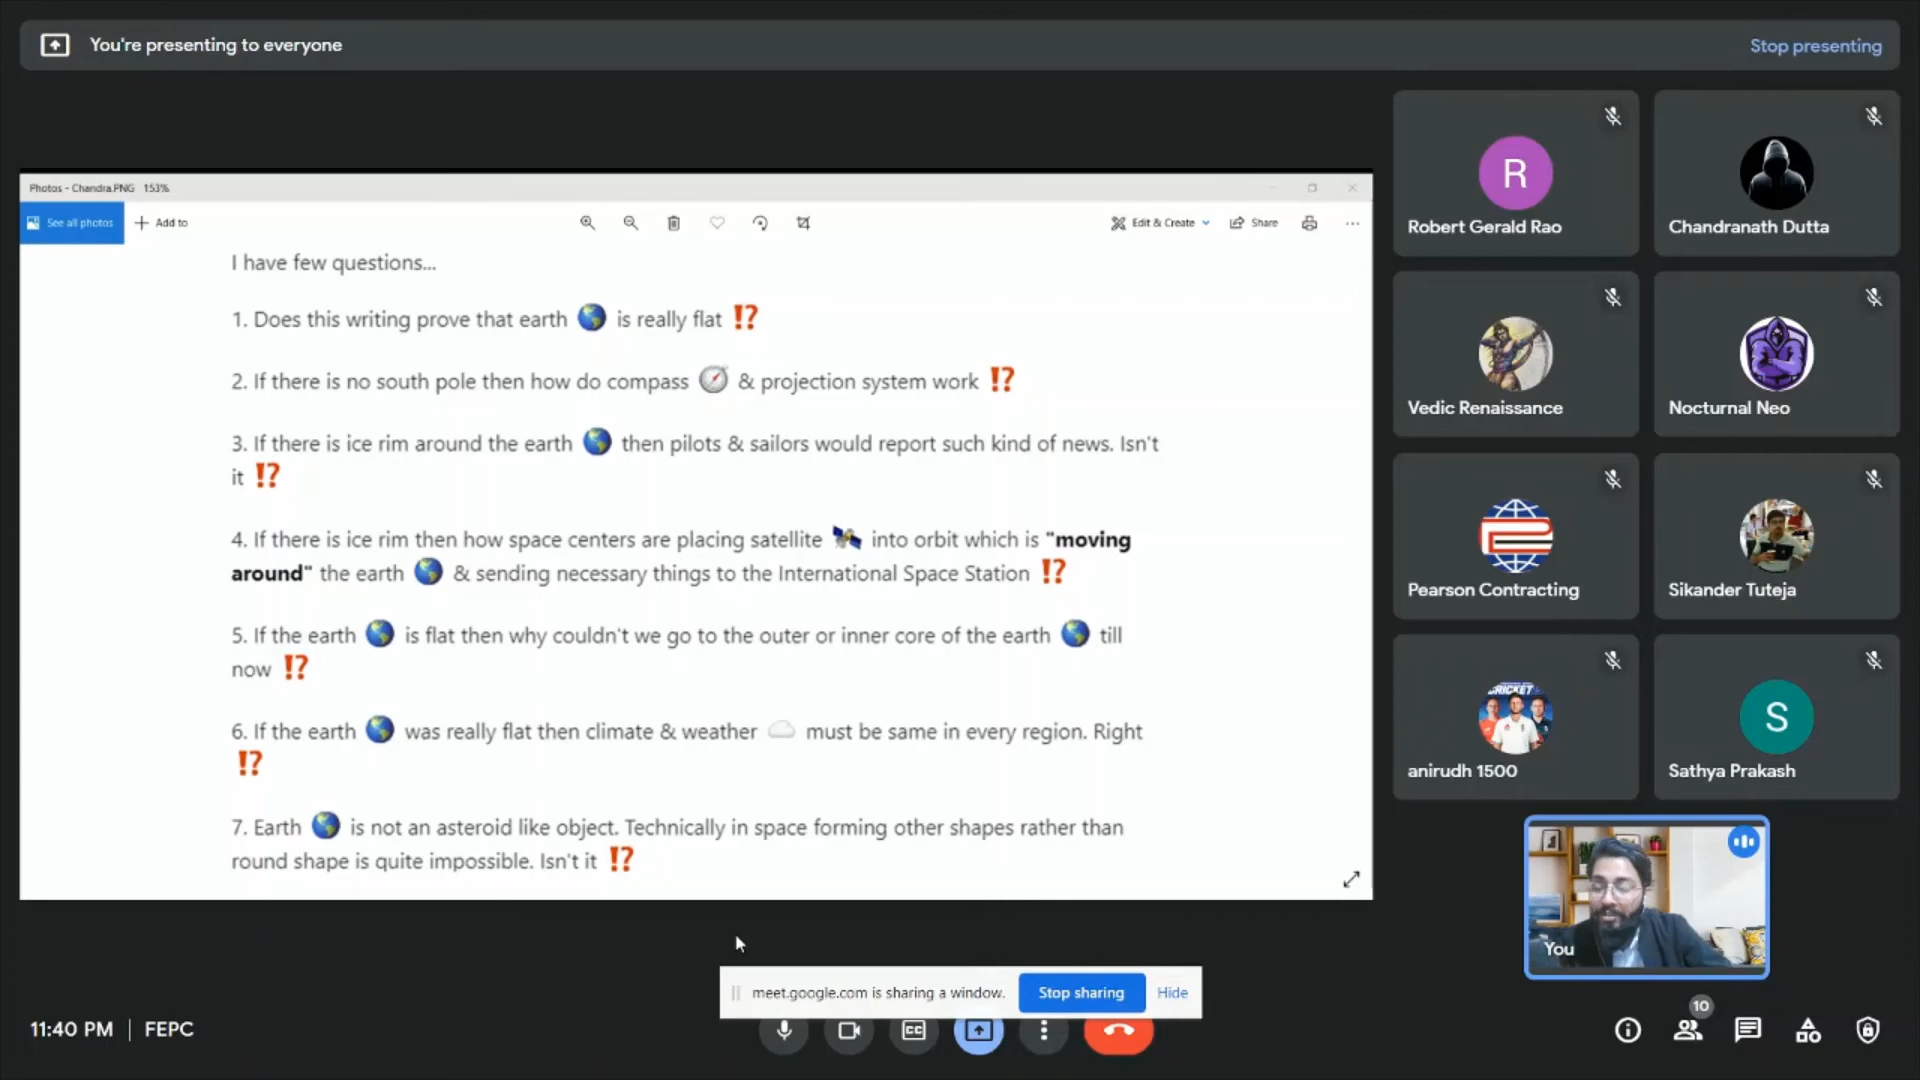 You're presenting to everyone
Stop presenting
Photos - Chandra.PNG 153%
See all photos
Add to
Edit & Create
Share
I have few questions...
1. Does this writing prove that earth 🌎 is really flat ⁉
2. If there is no south pole then how do compass 🧭 & projection system work ⁉
3. If there is ice rim around the earth 🌎 then pilots & sailors would report such kind of news. Isn't
it ⁉
4. If there is ice rim then how space centers are placing satellite 🛰 into orbit which is "moving
around" the earth 🌎 & sending necessary things to the International Space Station ⁉
5. If the earth 🌎 is flat then why couldn't we go to the outer or inner core of the earth 🌎 till
now ⁉
6. If the earth 🌎 was really flat then climate & weather ☁ must be same in every region. Right
⁉
7. Earth 🌎 is not an asteroid like object. Technically in space forming other shapes rather than
round shape is quite impossible. Isn't it ⁉
R
Robert Gerald Rao
Chandranath Dutta
Vedic Renaissance
Nocturnal Neo
Pearson Contracting
Sikander Tuteja
CRICKET
anirudh 1500
S
Sathya Prakash
You
meet.google.com is sharing a window.
Stop sharing
Hide
11:40 PM | FEPC
CC
10